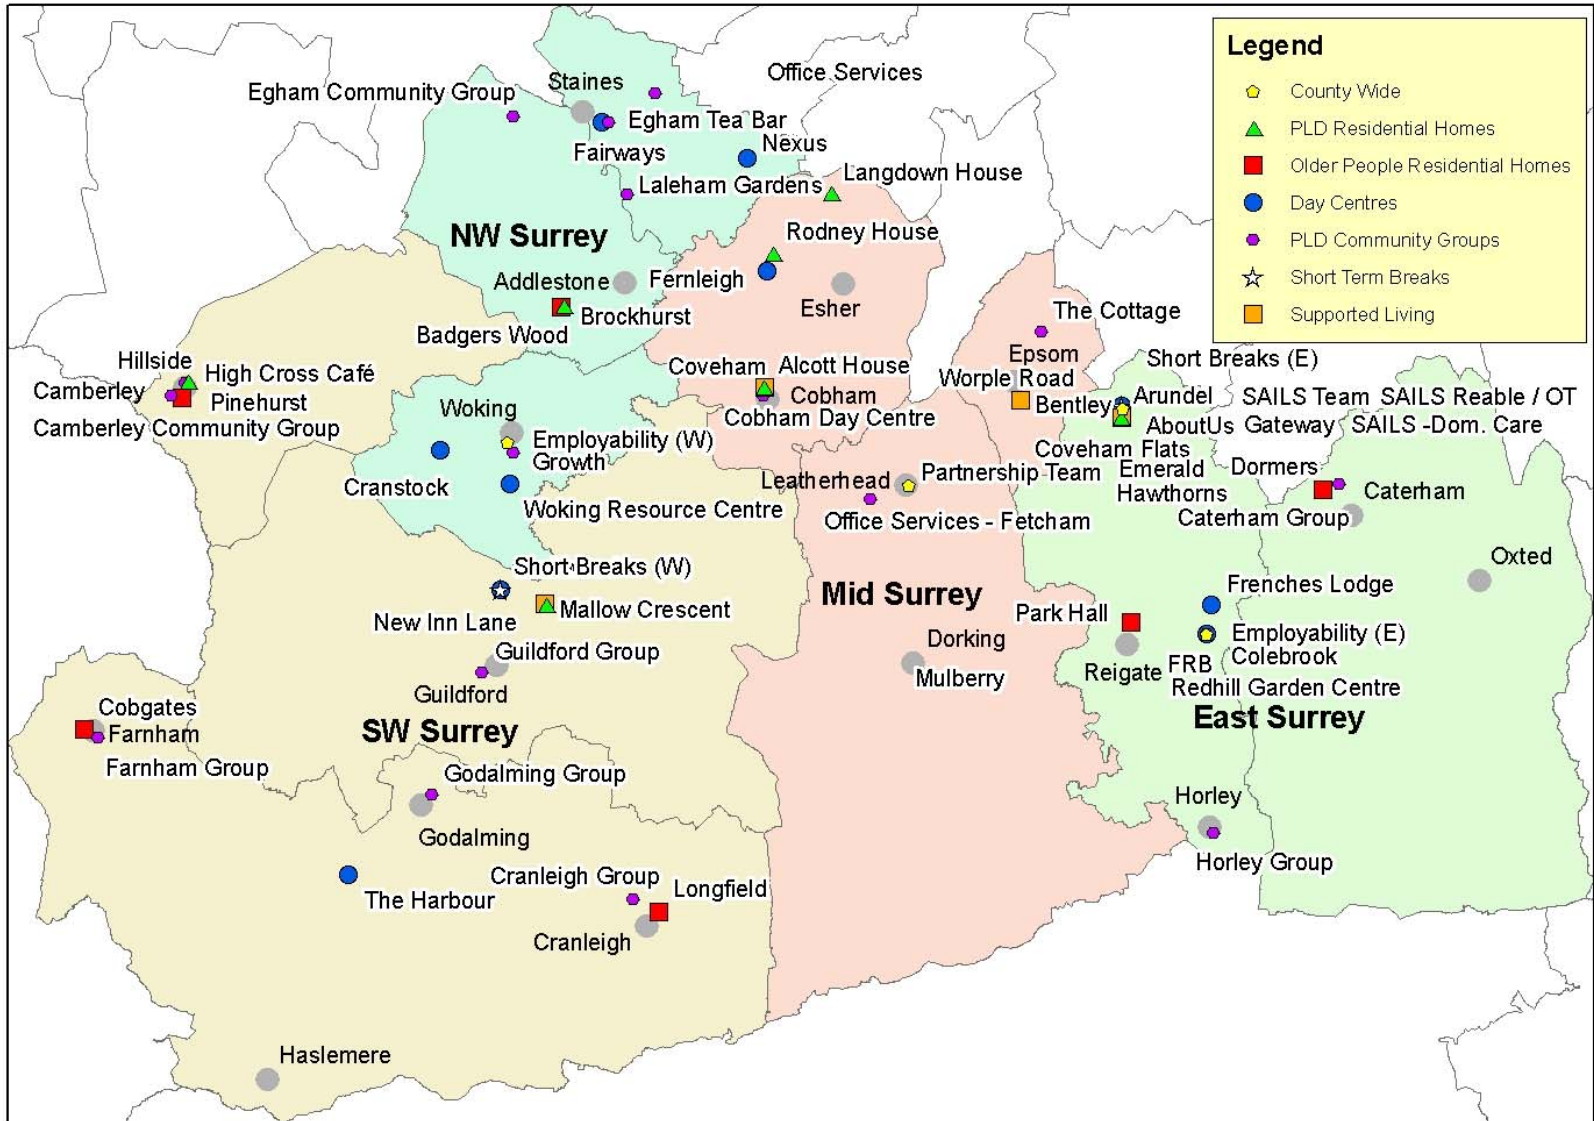 Legend
County Wide
PLD Residential Homes
Older People Residential Homes
Day Centres
PLD Community Groups
Short Term Breaks
Supported Living
Office Services
Staines
Egham Community Group
Egham Tea Bar
Nexus
Fairways
Langdown House
Laleham Gardens
NW Surrey
Rodney House
Addlestone
Fernleigh
Esher
Badgers Wood
Brockhurst
The Cottage
Epsom
Short Breaks (E)
Hillside
High Cross Café
Coveham
Alcott House
Worple Road
Camberley
Pinehurst
Cobham
Bentley
Arundel
SAILS Team
SAILS Reable / OT
Camberley Community Group
Woking
Cobham Day Centre
AboutUs
Gateway
SAILS -Dom. Care
Employability (W)
Growth
Coveham Flats
Emerald
Dormers
Hawthorns
Cranstock
Leatherhead
Partnership Team
Caterham
Woking Resource Centre
Office Services - Fetcham
Caterham Group
Oxted
Short Breaks (W)
Mid Surrey
Frenches Lodge
New Inn Lane
Mallow Crescent
Park Hall
Employability (E)
Colebrook
Guildford Group
Dorking
Mulberry
Reigate
FRB
Redhill Garden Centre
Guildford
East Surrey
Cobgates
Farnham
SW Surrey
Farnham Group
Godalming Group
Horley
Godalming
Horley Group
Cranleigh Group
Longfield
The Harbour
Cranleigh
Haslemere